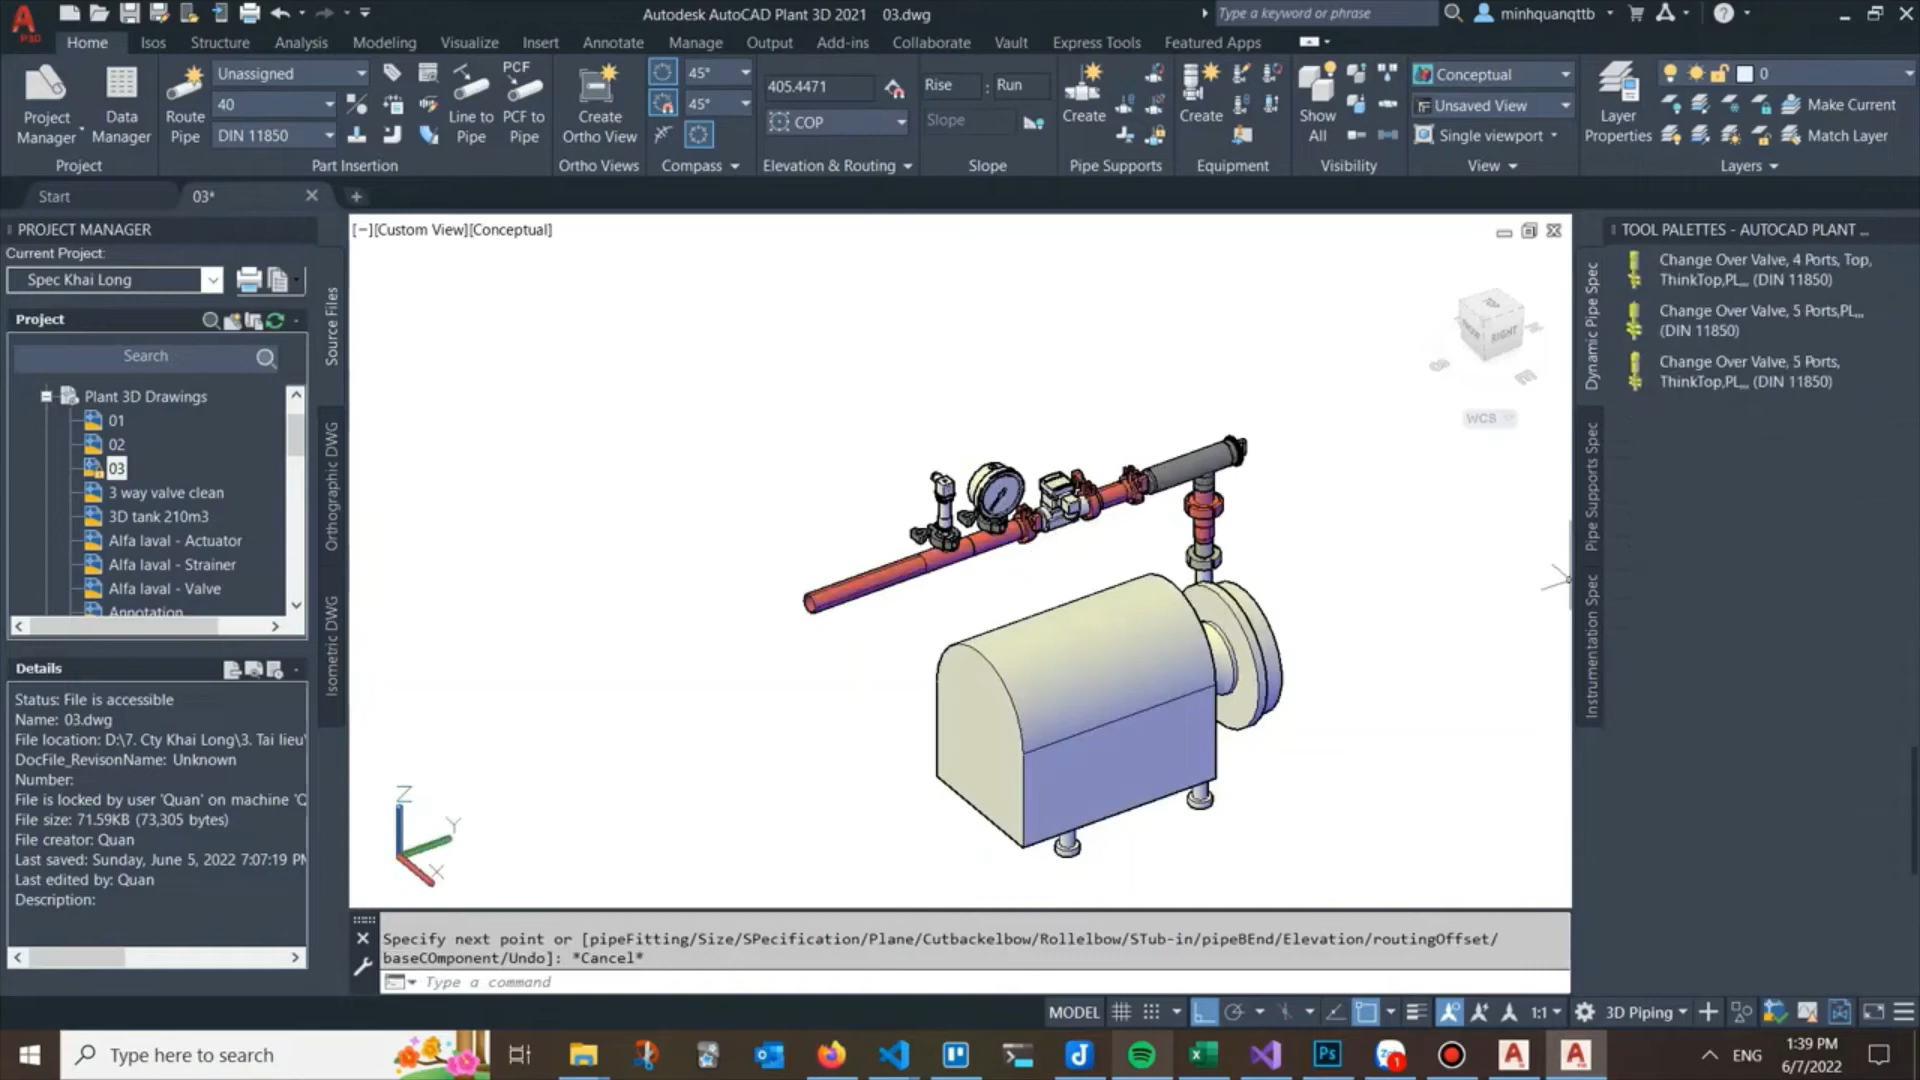 Autodesk AutoCAD Plant 3D 2021 03.dwg
Type a keyword or phrase
minhquanqttb
Home Isos Structure Analysis Modeling Visualize Insert Annotate Manage Output Add-ins Collaborate Vault Express Tools Featured Apps
Project Manager
Data Manager
Project
Route Pipe
Unassigned
40
DIN 11850
Line to Pipe
PCF
PCF to Pipe
Part Insertion
Create Ortho View
Ortho Views
45°
45°
Compass
405.4471
COP
Elevation & Routing
Rise : Run
Slope
Slope
Create
Pipe Supports
Create
Equipment
Show All
Visibility
Conceptual
Unsaved View
Single viewport
View
Layer Properties
0
Make Current
Match Layer
Layers
Start
03*
PROJECT MANAGER
Current Project:
Spec Khai Long
Project
Search
Plant 3D Drawings
01
02
03
3 way valve clean
3D tank 210m3
Alfa laval - Actuator
Alfa laval - Strainer
Alfa laval - Valve
Annotation
Source Files
Orthographic DWG
Isometric DWG
Details
Status: File is accessible
Name: 03.dwg
File location: D:\7. Cty Khai Long\3. Tai lieu\
DocFile_RevisonName: Unknown
Number:
File is locked by user 'Quan' on machine 'Q
File size: 71.59KB (73,305 bytes)
File creator: Quan
Last saved: Sunday, June 5, 2022 7:07:19 PM
Last edited by: Quan
Description:
[−][Custom View][Conceptual]
TOP
RIGHT
S
E
WCS
Z
Y
X
TOOL PALETTES - AUTOCAD PLANT ...
Change Over Valve, 4 Ports, Top,
ThinkTop,PL,,, (DIN 11850)
Change Over Valve, 5 Ports,PL,,,
(DIN 11850)
Change Over Valve, 5 Ports,
ThinkTop,PL,,, (DIN 11850)
Dynamic Pipe Spec
Pipe Supports Spec
Instrumentation Spec
Specify next point or [pipeFitting/Size/SPecification/Plane/Cutbackelbow/Rollelbow/STub-in/pipeBEnd/Elevation/routingOffset/
baseCOmponent/Undo]: *Cancel*
Type a command
MODEL
1:1
3D Piping
Type here to search
ENG
1:39 PM
6/7/2022